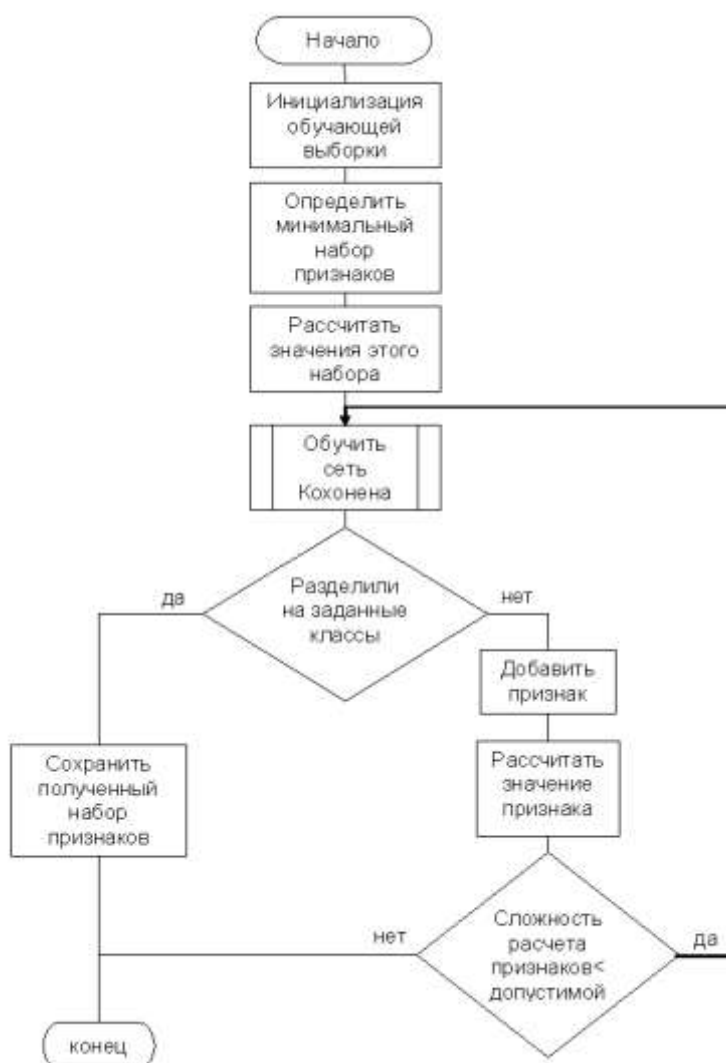 Начало
Инициализация
обучающей
выборки
Определить
минимальный
набор
признаков
Рассчитать
значения этого
набора
Обучить
сеть
Кохонена
Разделили
на заданные
классы
да
нет
Добавить
признак
Сохранить
полученный
набор
признаков
Рассчитать
значение
признака
Сложность
расчета
признаков<
допустимой
нет
да
конец